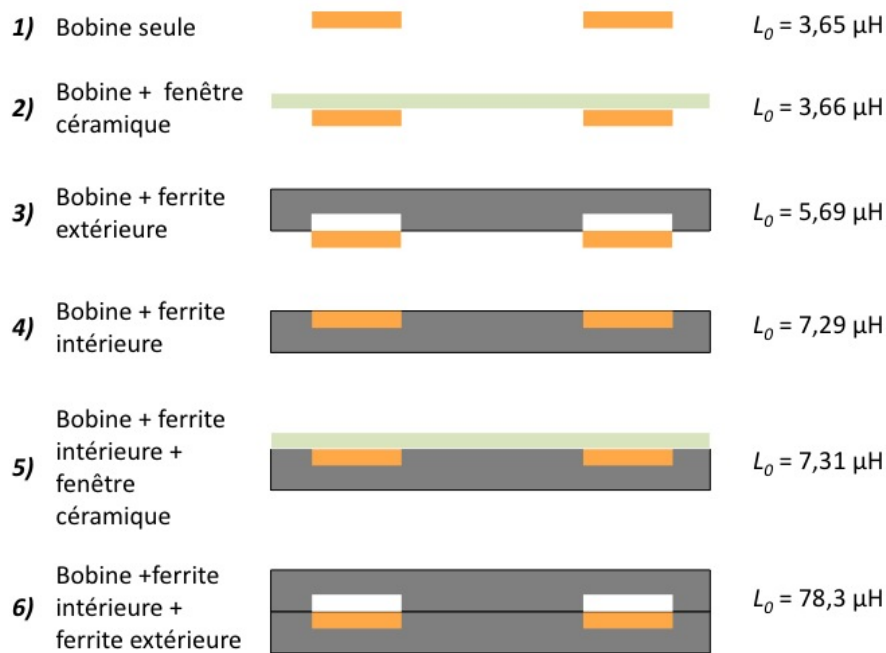 1) Bobine seule L₀ = 3,65 µH
2) Bobine + fenêtre
céramique L₀ = 3,66 µH
3) Bobine + ferrite
extérieure L₀ = 5,69 µH
4) Bobine + ferrite
intérieure L₀ = 7,29 µH
5) Bobine + ferrite
intérieure +
fenêtre
céramique L₀ = 7,31 µH
6) Bobine +ferrite
intérieure +
ferrite extérieure L₀ = 78,3 µH